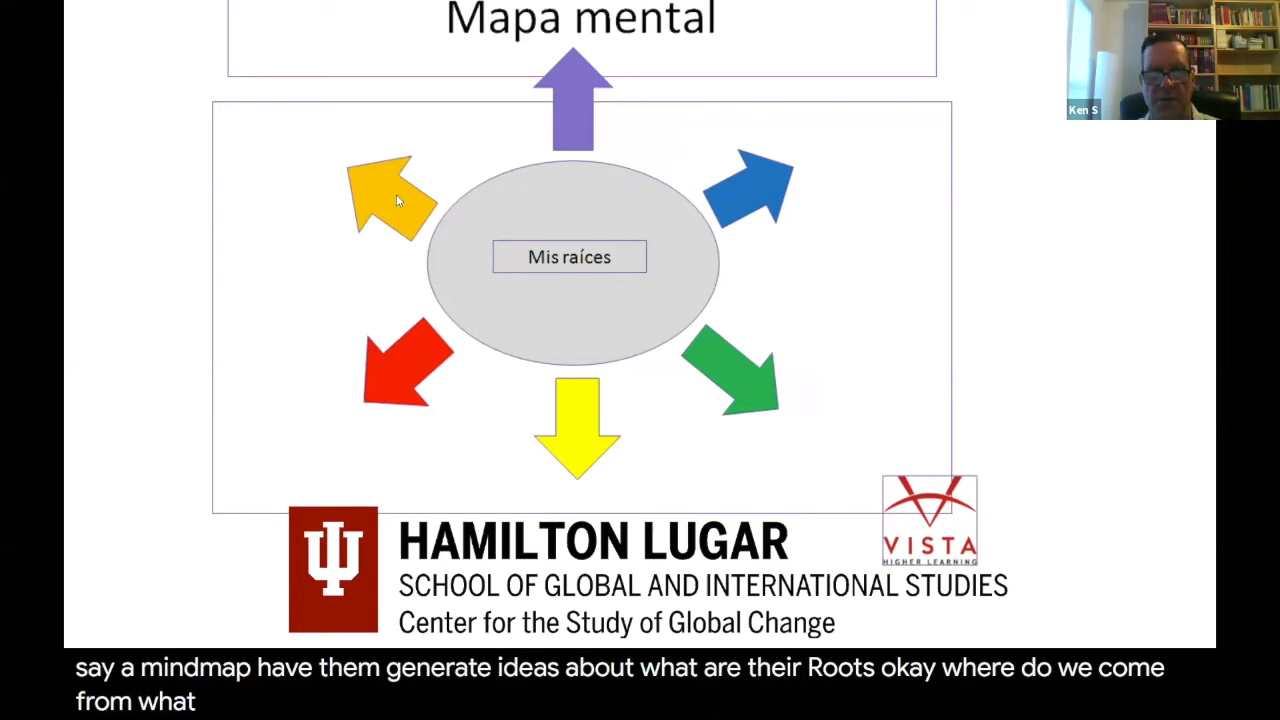 Mapa mental
Ken S
Mis raíces
VISTA
HIGHER LEARNING
HAMILTON LUGAR
SCHOOL OF GLOBAL AND INTERNATIONAL STUDIES
Center for the Study of Global Change
say a mindmap have them generate ideas about what are their Roots okay where do we come
from what